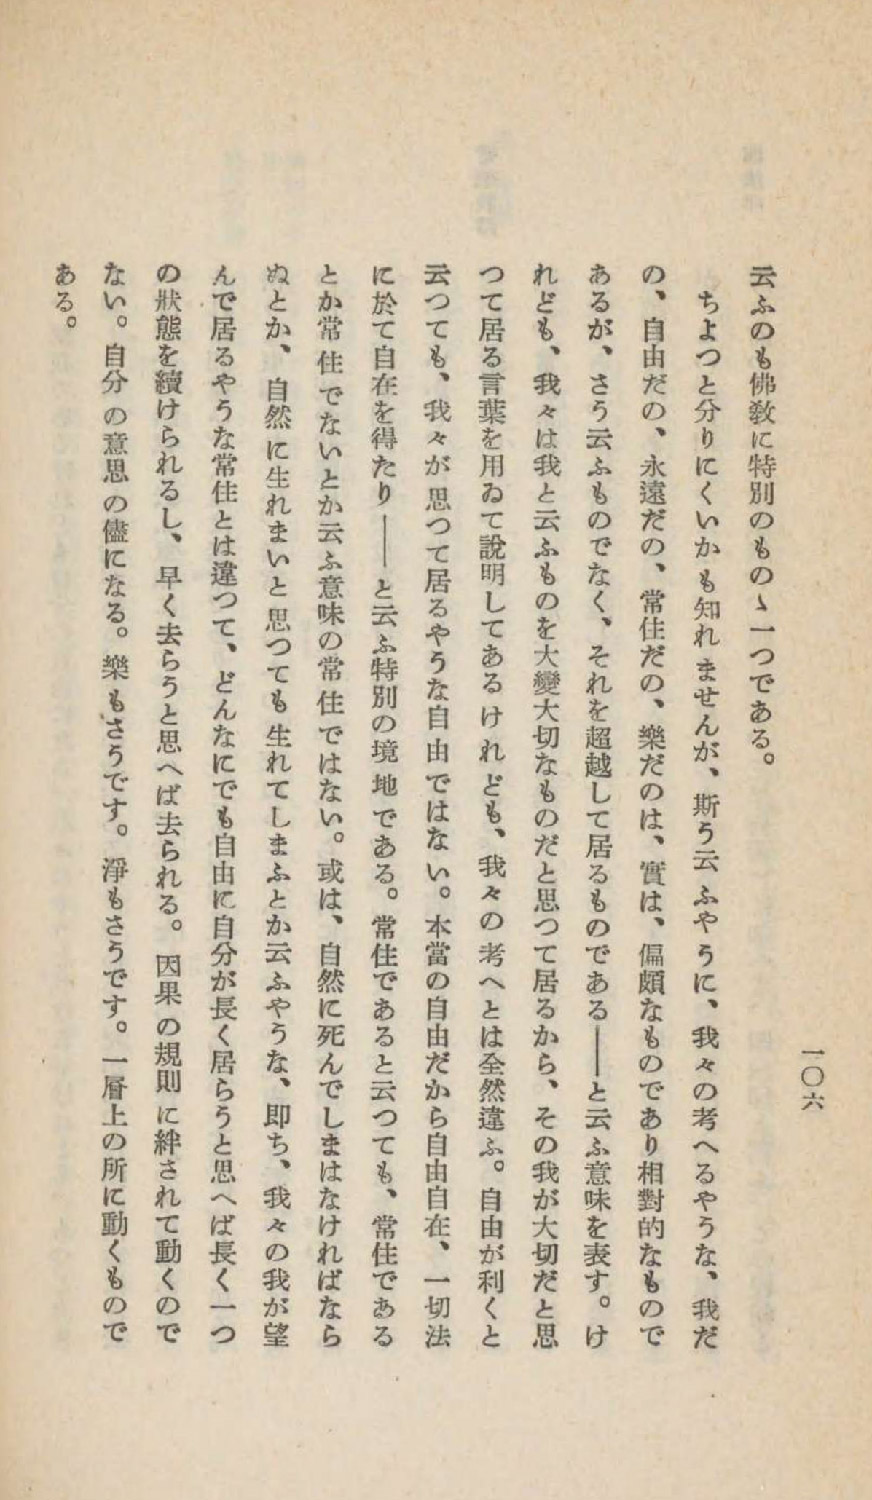 一〇六
云ふのも佛敎に特別のものゝ一つである。
ちよつと分りにくいかも知れませんが、斯う云ふやうに、我々の考へるやうな、我だ
の、自由だの、永遠だの、常住だの、樂だのは、實は、偏頗なものであり相對的なもので
あるが、さう云ふものでなく、それを超越して居るものである――と云ふ意味を表す。け
れども、我々は我と云ふものを大變大切なものだと思つて居るから、その我が大切だと思
つて居る言葉を用ゐて說明してあるけれども、我々の考へとは全然違ふ。自由が利くと
云つても、我々が思つて居るやうな自由ではない。本當の自由だから自由自在、一切法
に於て自在を得たり――と云ふ特別の境地である。常住であると云つても、常住である
とか常住でないとか云ふ意味の常住ではない。或は、自然に死んでしまはなければなら
ぬとか、自然に生れまいと思つても生れてしまふとか云ふやうな、即ち、我々の我が望
んで居るやうな常住とは違つて、どんなにでも自由に自分が長く居らうと思へば長く一つ
の狀態を續けられるし、早く去らうと思へば去られる。因果の規則に絆されて動くので
ない。自分の意思の儘になる。樂もさうです。淨もさうです。一層上の所に動くもので
ある。